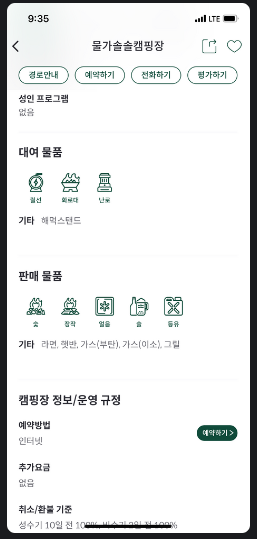 9:35
LTE
물가솔솔캠핑장
경로안내 예약하기 전화하기 평가하기
성인 프로그램
없음
대여 물품
릴선 화로대 난로
기타 해먹스탠드
판매 물품
숯 장작 얼음 술 등유
기타 라면, 햇반, 가스(부탄), 가스(이소), 그릴
캠핑장 정보/운영 규정
예약방법
인터넷
예약하기 >
추가요금
없음
취소/환불 기준
성수기 10일 전 100%, 비수기 2일 전 100%